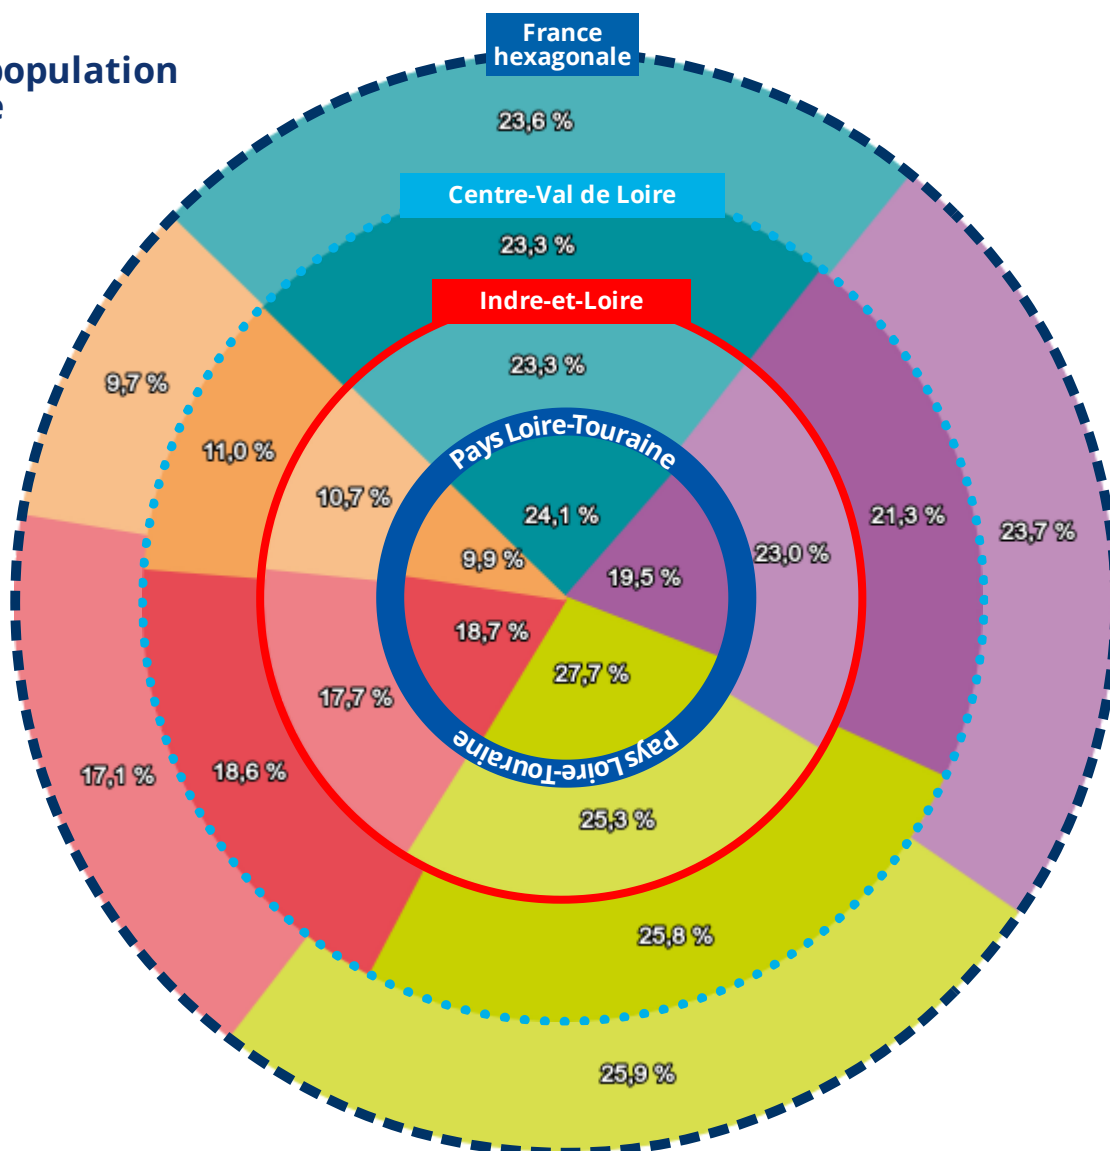 France
hexagonale
population
23,6 %
Centre-Val de Loire
23,3 %
Indre-et-Loire
23,3 %
9,7 %
Pays Loire-Touraine
11,0 %
10,7 %
24,1 %
21,3 %
23,7 %
23,0 %
9,9 %
19,5 %
18,7 %
27,7 %
17,7 %
Pays Loire-Touraine
18,6 %
17,1 %
25,3 %
25,8 %
25,9 %